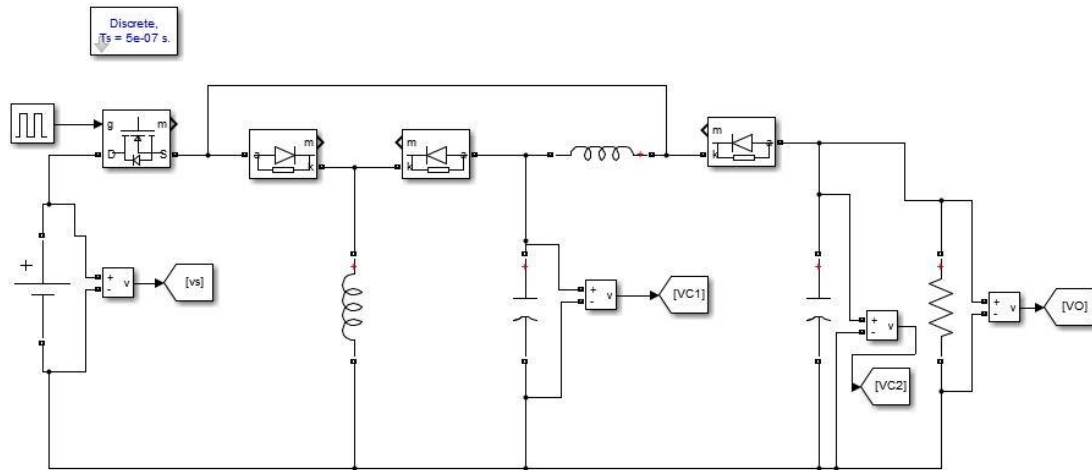 Discrete,
Ts = 5e-07 s.
g
m
D
S
a
m
k
m
k
a
+
m
k
a
+
+
-
v
[vs]
+
+
+
-
v
[VC1]
+
+
-
v
[VC2]
+
+
-
v
[VO]